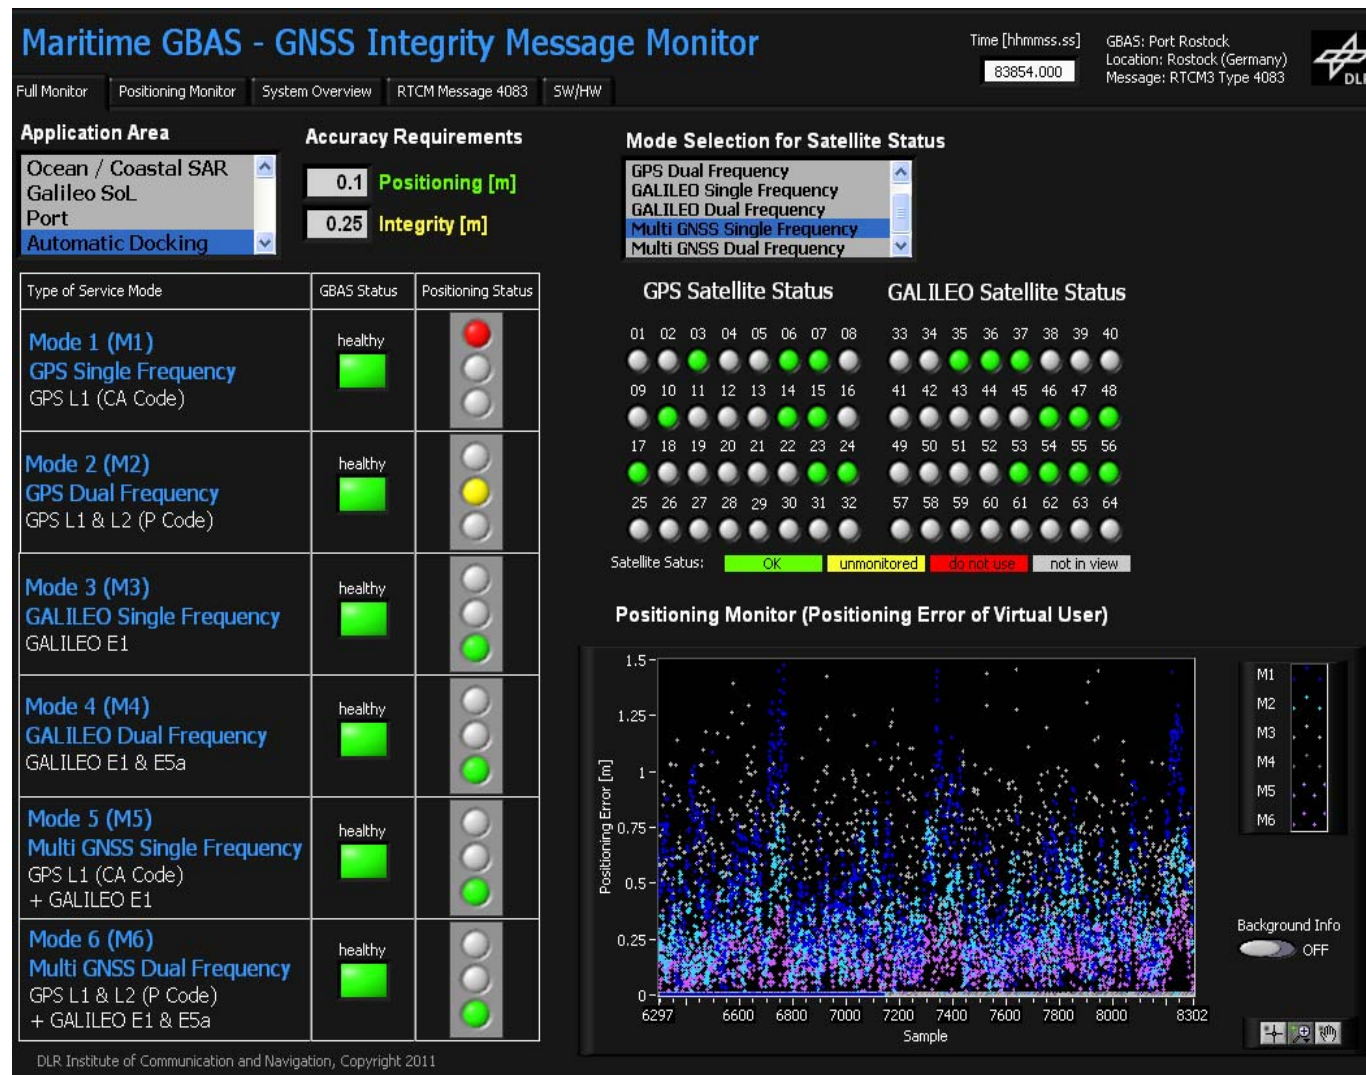 Maritime GBAS - GNSS Integrity Message Monitor
Time [hhmmss.ss]
83854.000
GBAS: Port Rostock
Location: Rostock (Germany)
Message: RTCM3 Type 4083
DLR
Full Monitor Positioning Monitor System Overview RTCM Message 4083 SW/HW
Application Area
Ocean / Coastal SAR
Galileo SoL
Port
Automatic Docking
Accuracy Requirements
0.1 Positioning [m]
0.25 Integrity [m]
Mode Selection for Satellite Status
GPS Dual Frequency
GALILEO Single Frequency
GALILEO Dual Frequency
Multi GNSS Single Frequency
Multi GNSS Dual Frequency
Type of Service Mode GBAS Status Positioning Status
Mode 1 (M1)
GPS Single Frequency
GPS L1 (CA Code)
healthy
Mode 2 (M2)
GPS Dual Frequency
GPS L1 & L2 (P Code)
healthy
Mode 3 (M3)
GALILEO Single Frequency
GALILEO E1
healthy
Mode 4 (M4)
GALILEO Dual Frequency
GALILEO E1 & E5a
healthy
Mode 5 (M5)
Multi GNSS Single Frequency
GPS L1 (CA Code)
+ GALILEO E1
healthy
Mode 6 (M6)
Multi GNSS Dual Frequency
GPS L1 & L2 (P Code)
+ GALILEO E1 & E5a
healthy
DLR Institute of Communication and Navigation, Copyright 2011
GPS Satellite Status
01 02 03 04 05 06 07 08
09 10 11 12 13 14 15 16
17 18 19 20 21 22 23 24
25 26 27 28 29 30 31 32
GALILEO Satellite Status
33 34 35 36 37 38 39 40
41 42 43 44 45 46 47 48
49 50 51 52 53 54 55 56
57 58 59 60 61 62 63 64
Satellite Satus: OK unmonitored do not use not in view
Positioning Monitor (Positioning Error of Virtual User)
Positioning Error [m]
1.5
1.25
1
0.75
0.5
0.25
0
6297 6600 6800 7000 7200 7400 7600 7800 8000 8302
Sample
M1
M2
M3
M4
M5
M6
Background Info
OFF